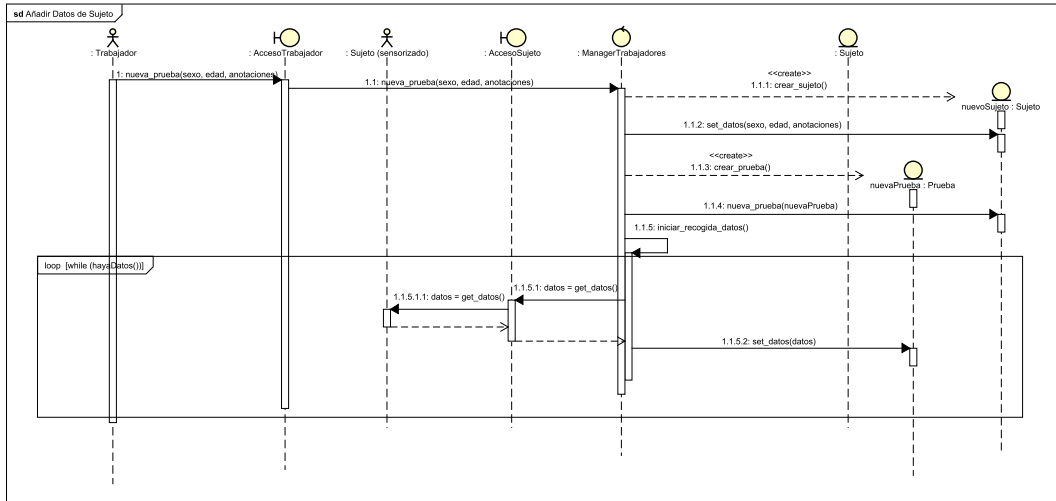 sd Añadir Datos de Sujeto
: Trabajador
: AccesoTrabajador
: Sujeto (sensorizado)
: AccesoSujeto
: ManagerTrabajadores
: Sujeto
1: nueva_prueba(sexo, edad, anotaciones)
1.1: nueva_prueba(sexo, edad, anotaciones)
<<create>>
1.1.1: crear_sujeto()
nuevoSujeto : Sujeto
1.1.2: set_datos(sexo, edad, anotaciones)
<<create>>
1.1.3: crear_prueba()
nuevaPrueba : Prueba
1.1.4: nueva_prueba(nuevaPrueba)
1.1.5: iniciar_recogida_datos()
loop [while (hayaDatos())]
1.1.5.1: datos = get_datos()
1.1.5.1.1: datos = get_datos()
1.1.5.2: set_datos(datos)